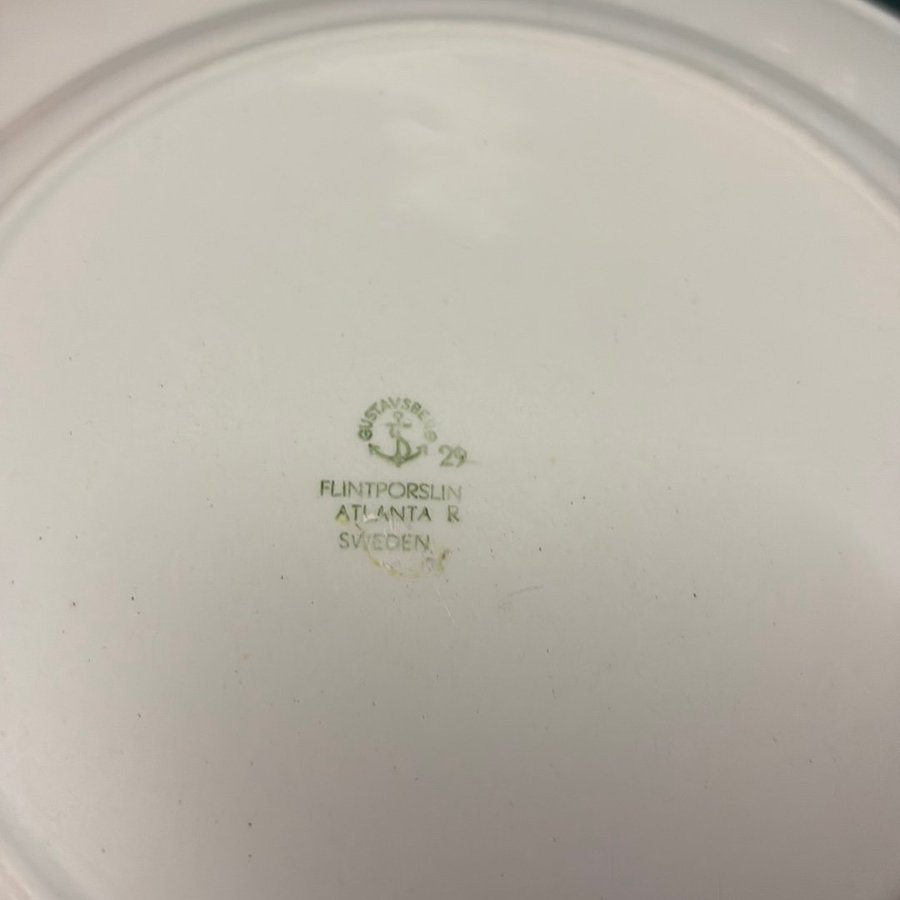 GUSTAVSBERG
29
FLINTPORSLIN
ATLANTA R
SWEDEN